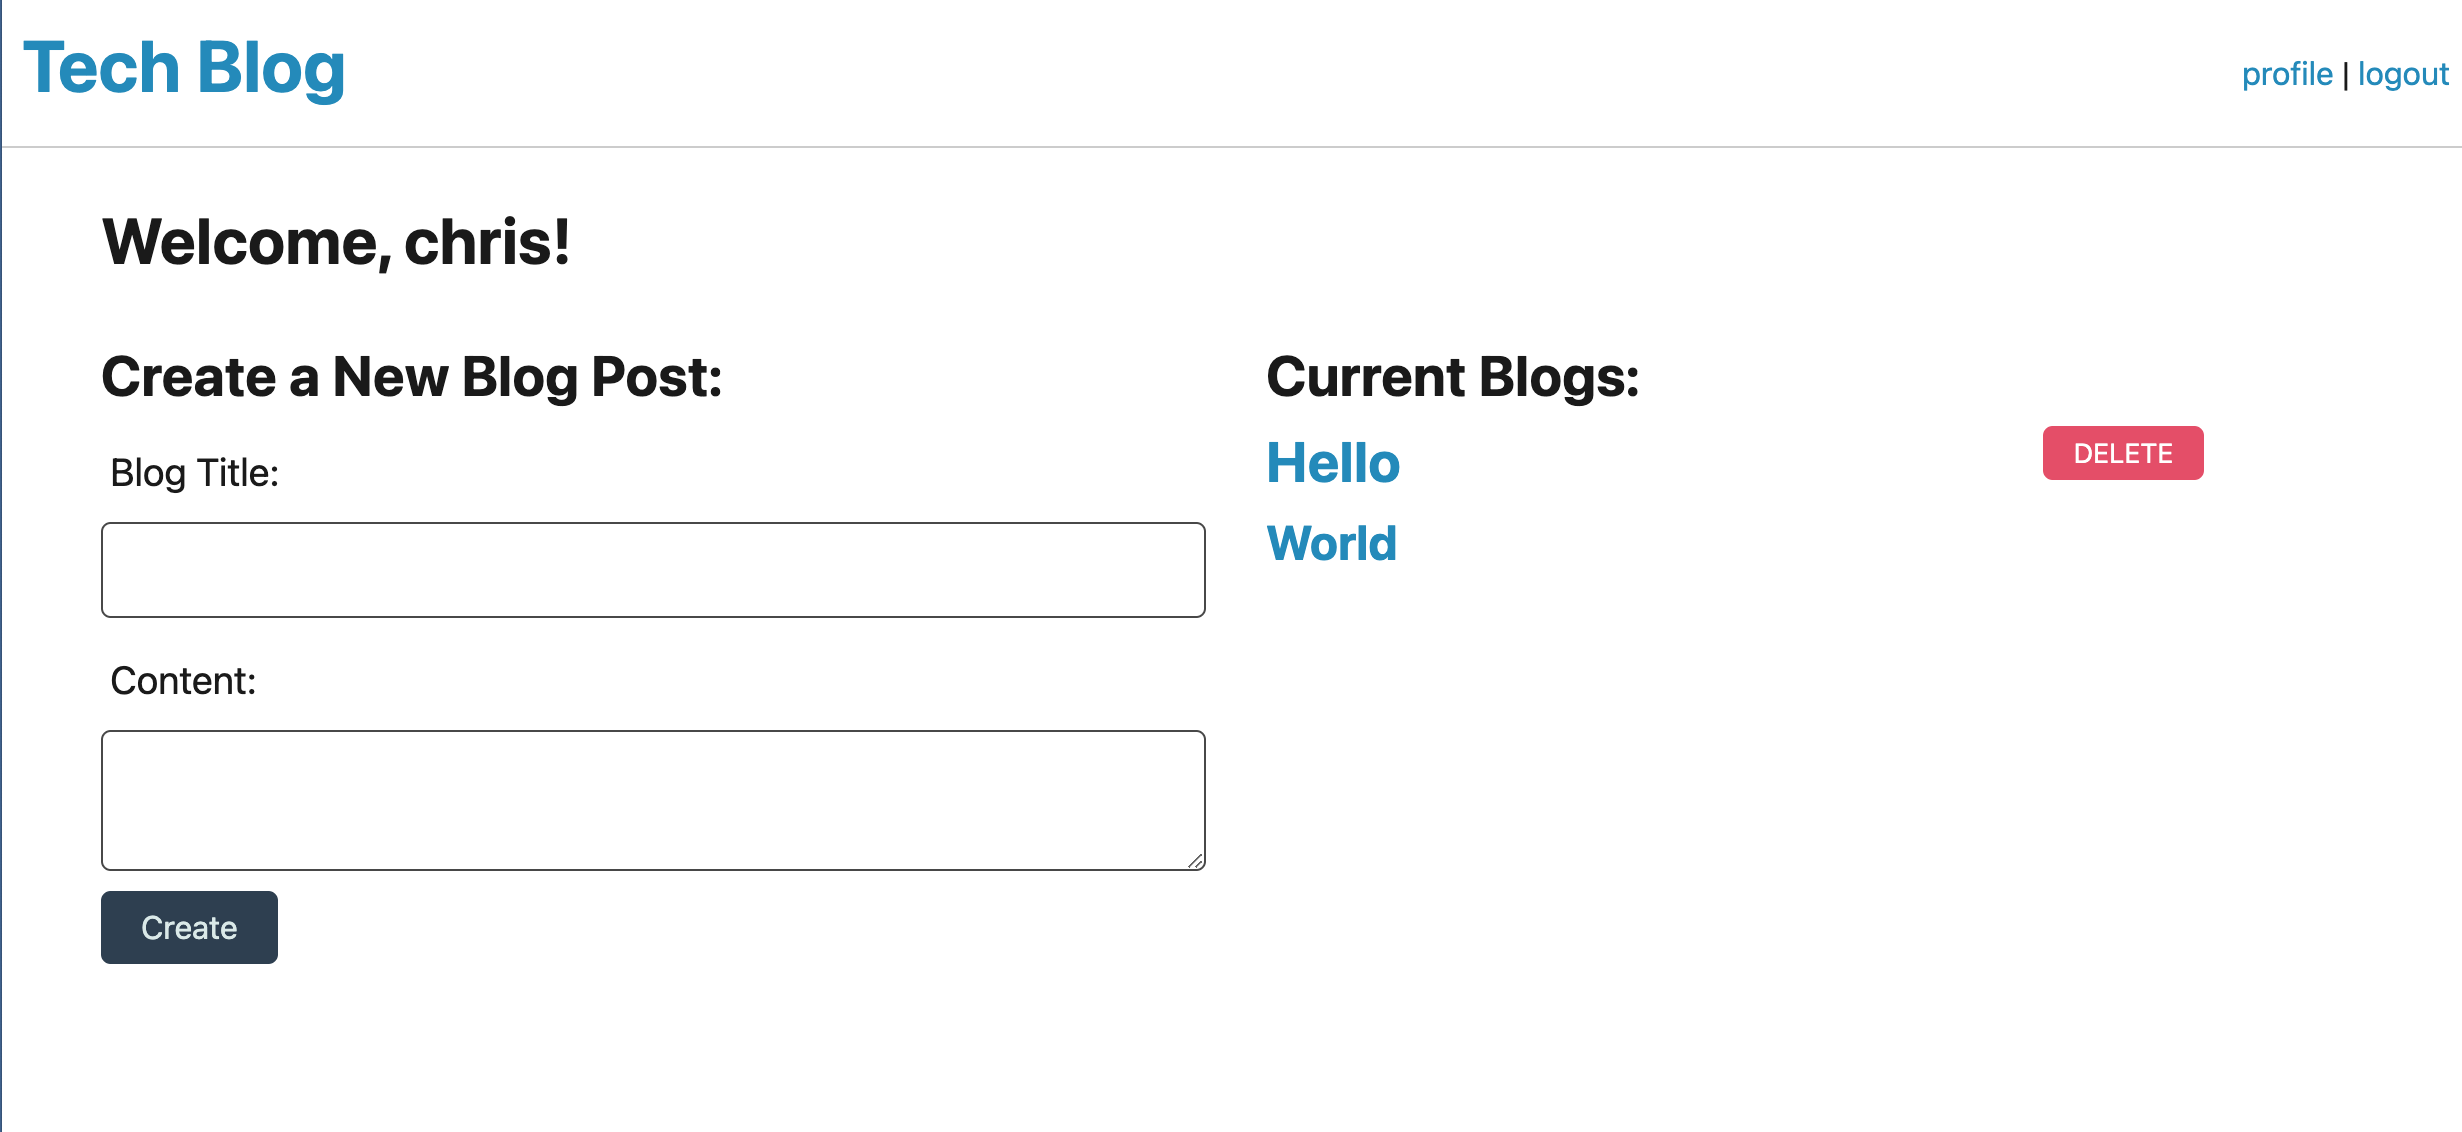 Tech Blog
profile | logout
Welcome, chris!
Create a New Blog Post:
Blog Title:
Content:
Create
Current Blogs:
Hello
DELETE
World